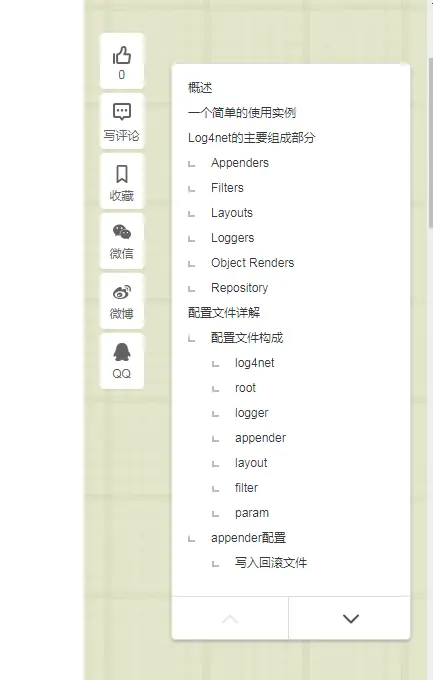 0
写评论
收藏
微信
微博
QQ
概述
一个简单的使用实例
Log4net的主要组成部分
Appenders
Filters
Layouts
Loggers
Object Renders
Repository
配置文件详解
配置文件构成
log4net
root
logger
appender
layout
filter
param
appender配置
写入回滚文件